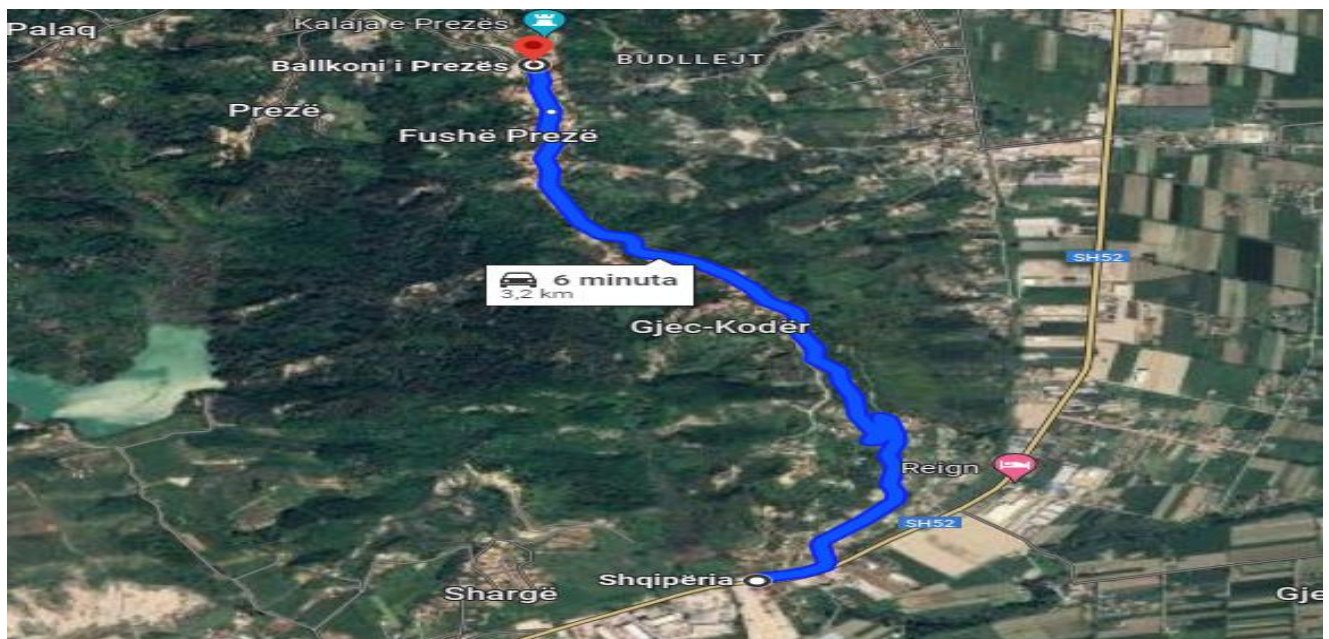 Kalaja e Prezës
Palaq
Ballkoni i Prezës
BUDLLEJT
Prezë
Fushë Prezë
SH52
6 minuta
3,2 km
Gjec-Kodër
Reign
SH52
Shqipëria
Shargë
Gje